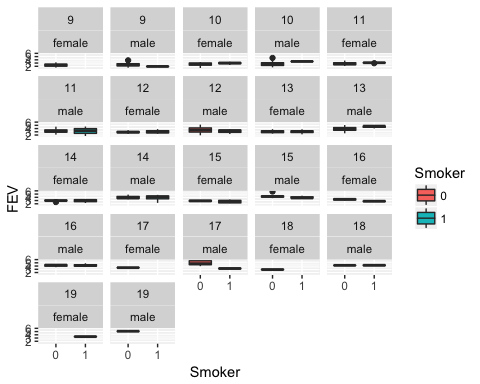 9 9 10 10 11
female male female male female
11 12 12 13 13
male female male female male
14 14 15 15 16
female male female male female
FEV
16 17 17 18 18
male female male female male
0 1 0 1 0 1
19 19
female male
0 1 0 1
Smoker
Smoker
0
1